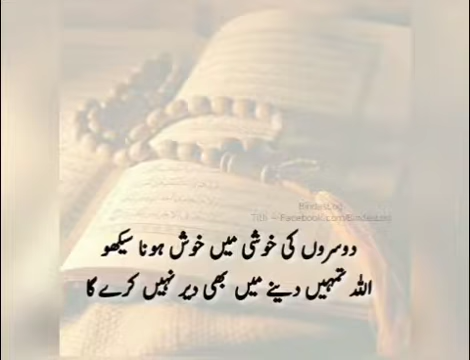 دوسروں کی خوشی میں خوش ہونا سیکھو
اللہ تمہیں دینے میں بھی دیر نہیں کرے گا